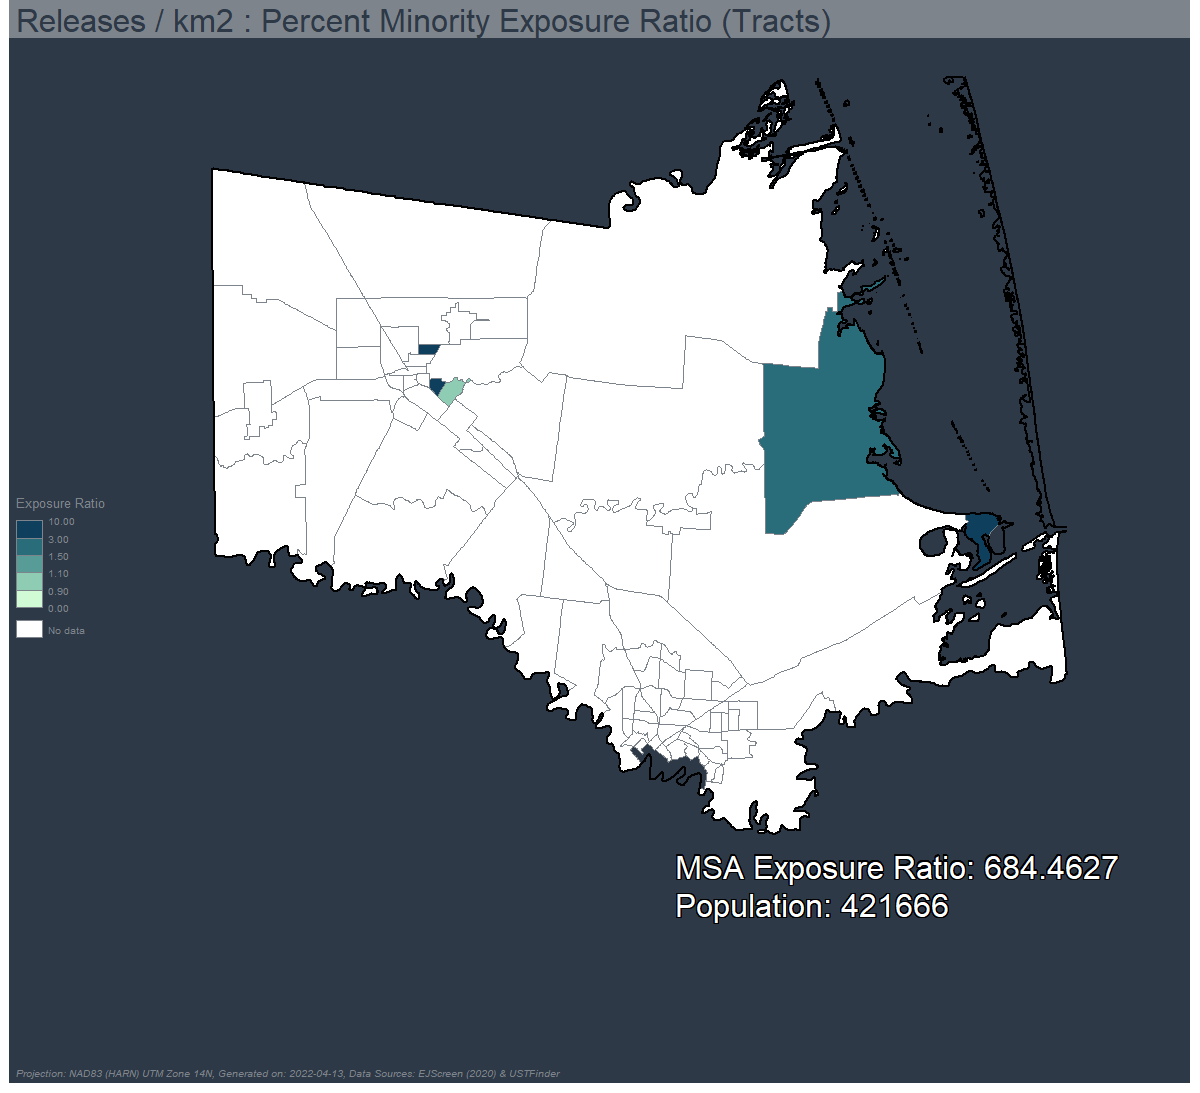 Releases / km2 : Percent Minority Exposure Ratio (Tracts)
Exposure Ratio
10.00
3.00
1.50
1.10
0.90
0.00
No data
MSA Exposure Ratio: 684.4627
Population: 421666
Projection: NAD83 (HARN) UTM Zone 14N, Generated on: 2022-04-13, Data Sources: EJScreen (2020) & USTFinder